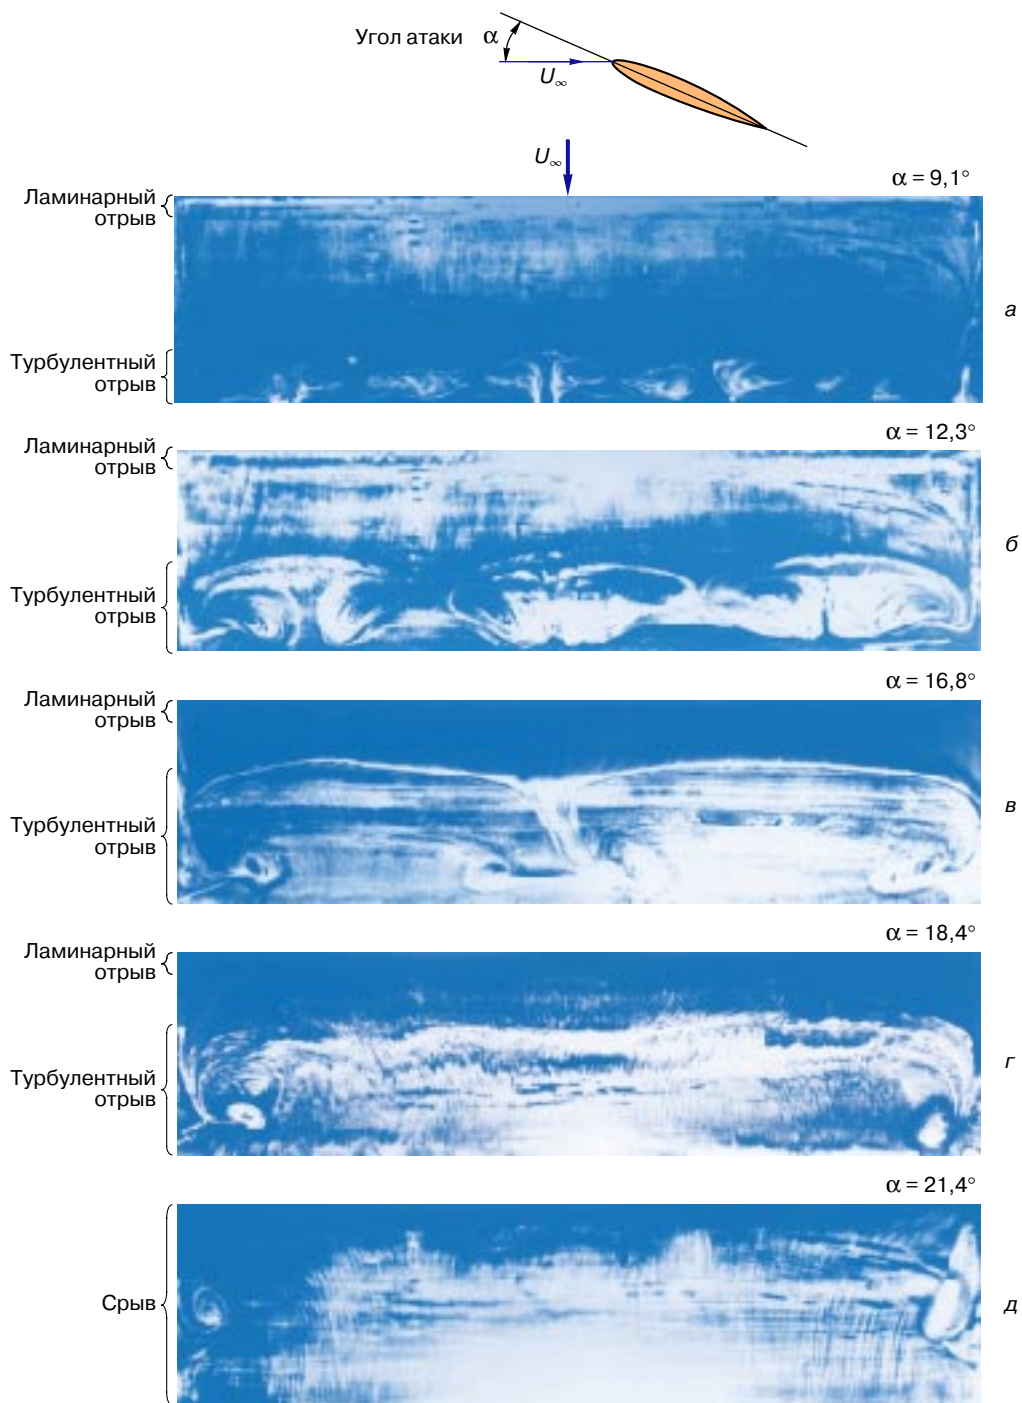 Угол атаки α
U∞
U∞
α = 9,1°
Ламинарный
отрыв
а
Турбулентный
отрыв
α = 12,3°
Ламинарный
отрыв
б
Турбулентный
отрыв
α = 16,8°
Ламинарный
отрыв
в
Турбулентный
отрыв
α = 18,4°
Ламинарный
отрыв
г
Турбулентный
отрыв
α = 21,4°
Срыв
д